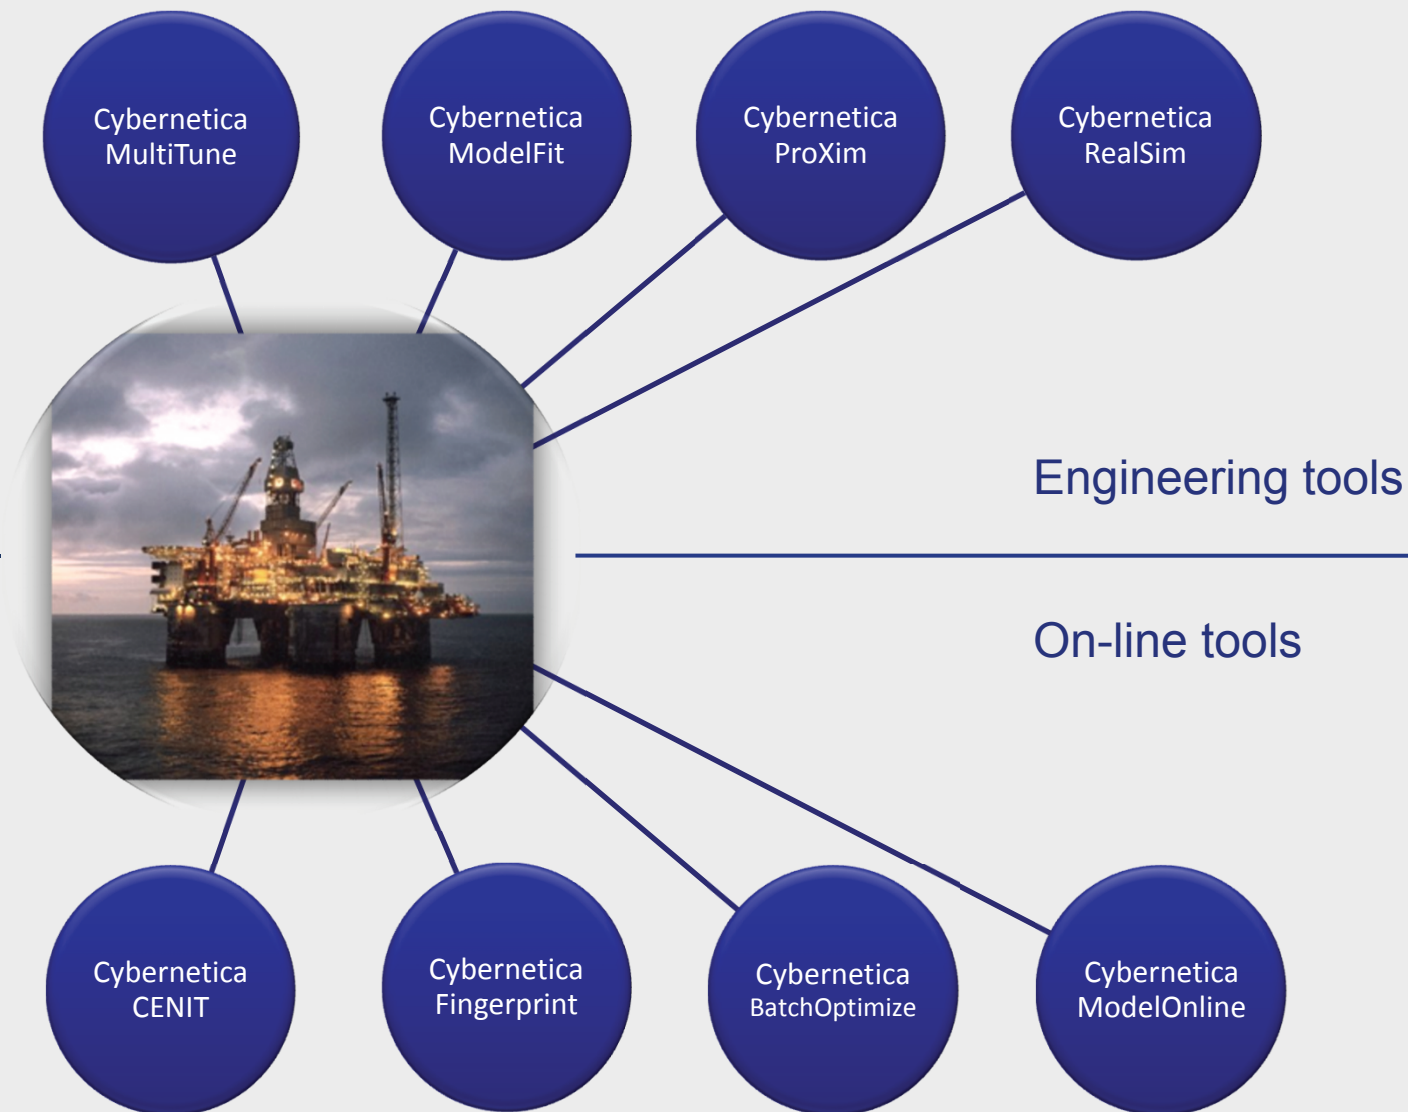 Cybernetica
MultiTune
Cybernetica
ModelFit
Cybernetica
ProXim
Cybernetica
RealSim
Engineering tools
On-line tools
Cybernetica
CENIT
Cybernetica
Fingerprint
Cybernetica
BatchOptimize
Cybernetica
ModelOnline